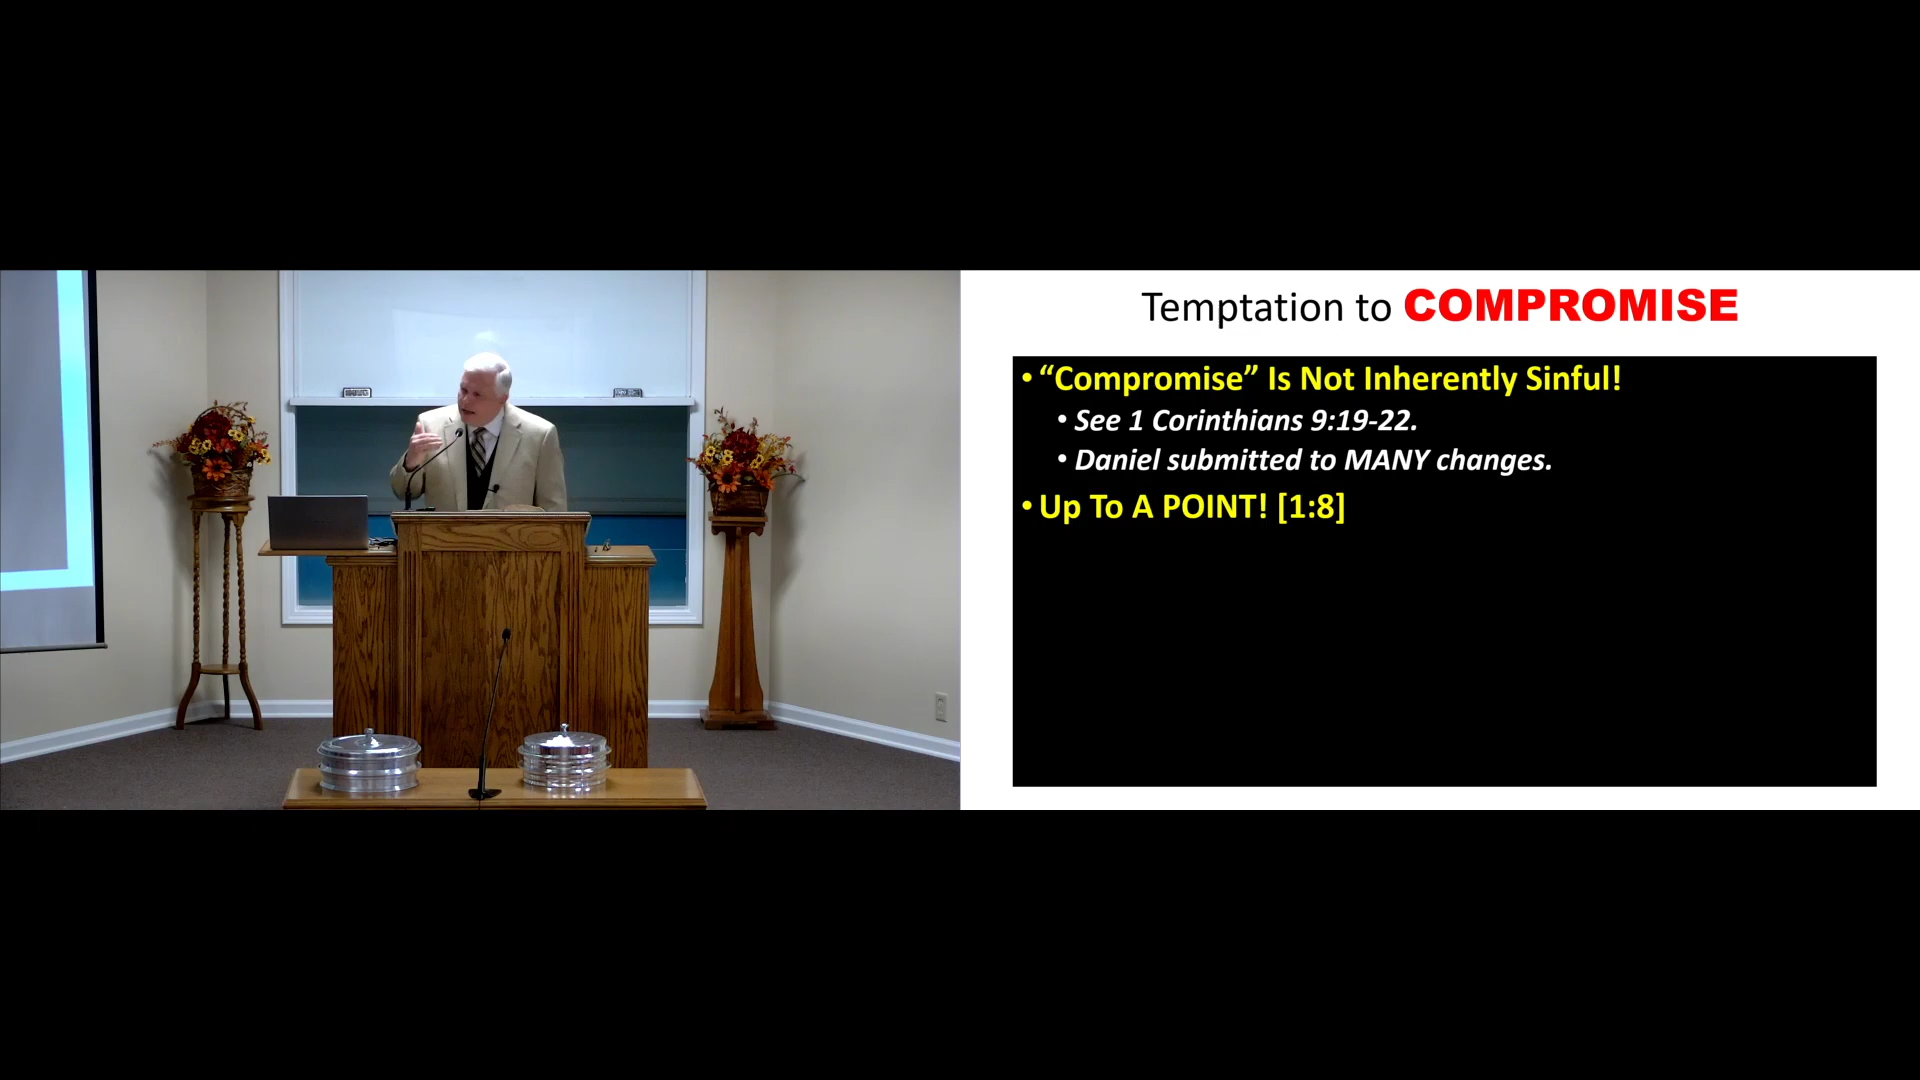 Temptation to COMPROMISE
• “Compromise” Is Not Inherently Sinful!
• See 1 Corinthians 9:19-22.
• Daniel submitted to MANY changes.
• Up To A POINT! [1:8]